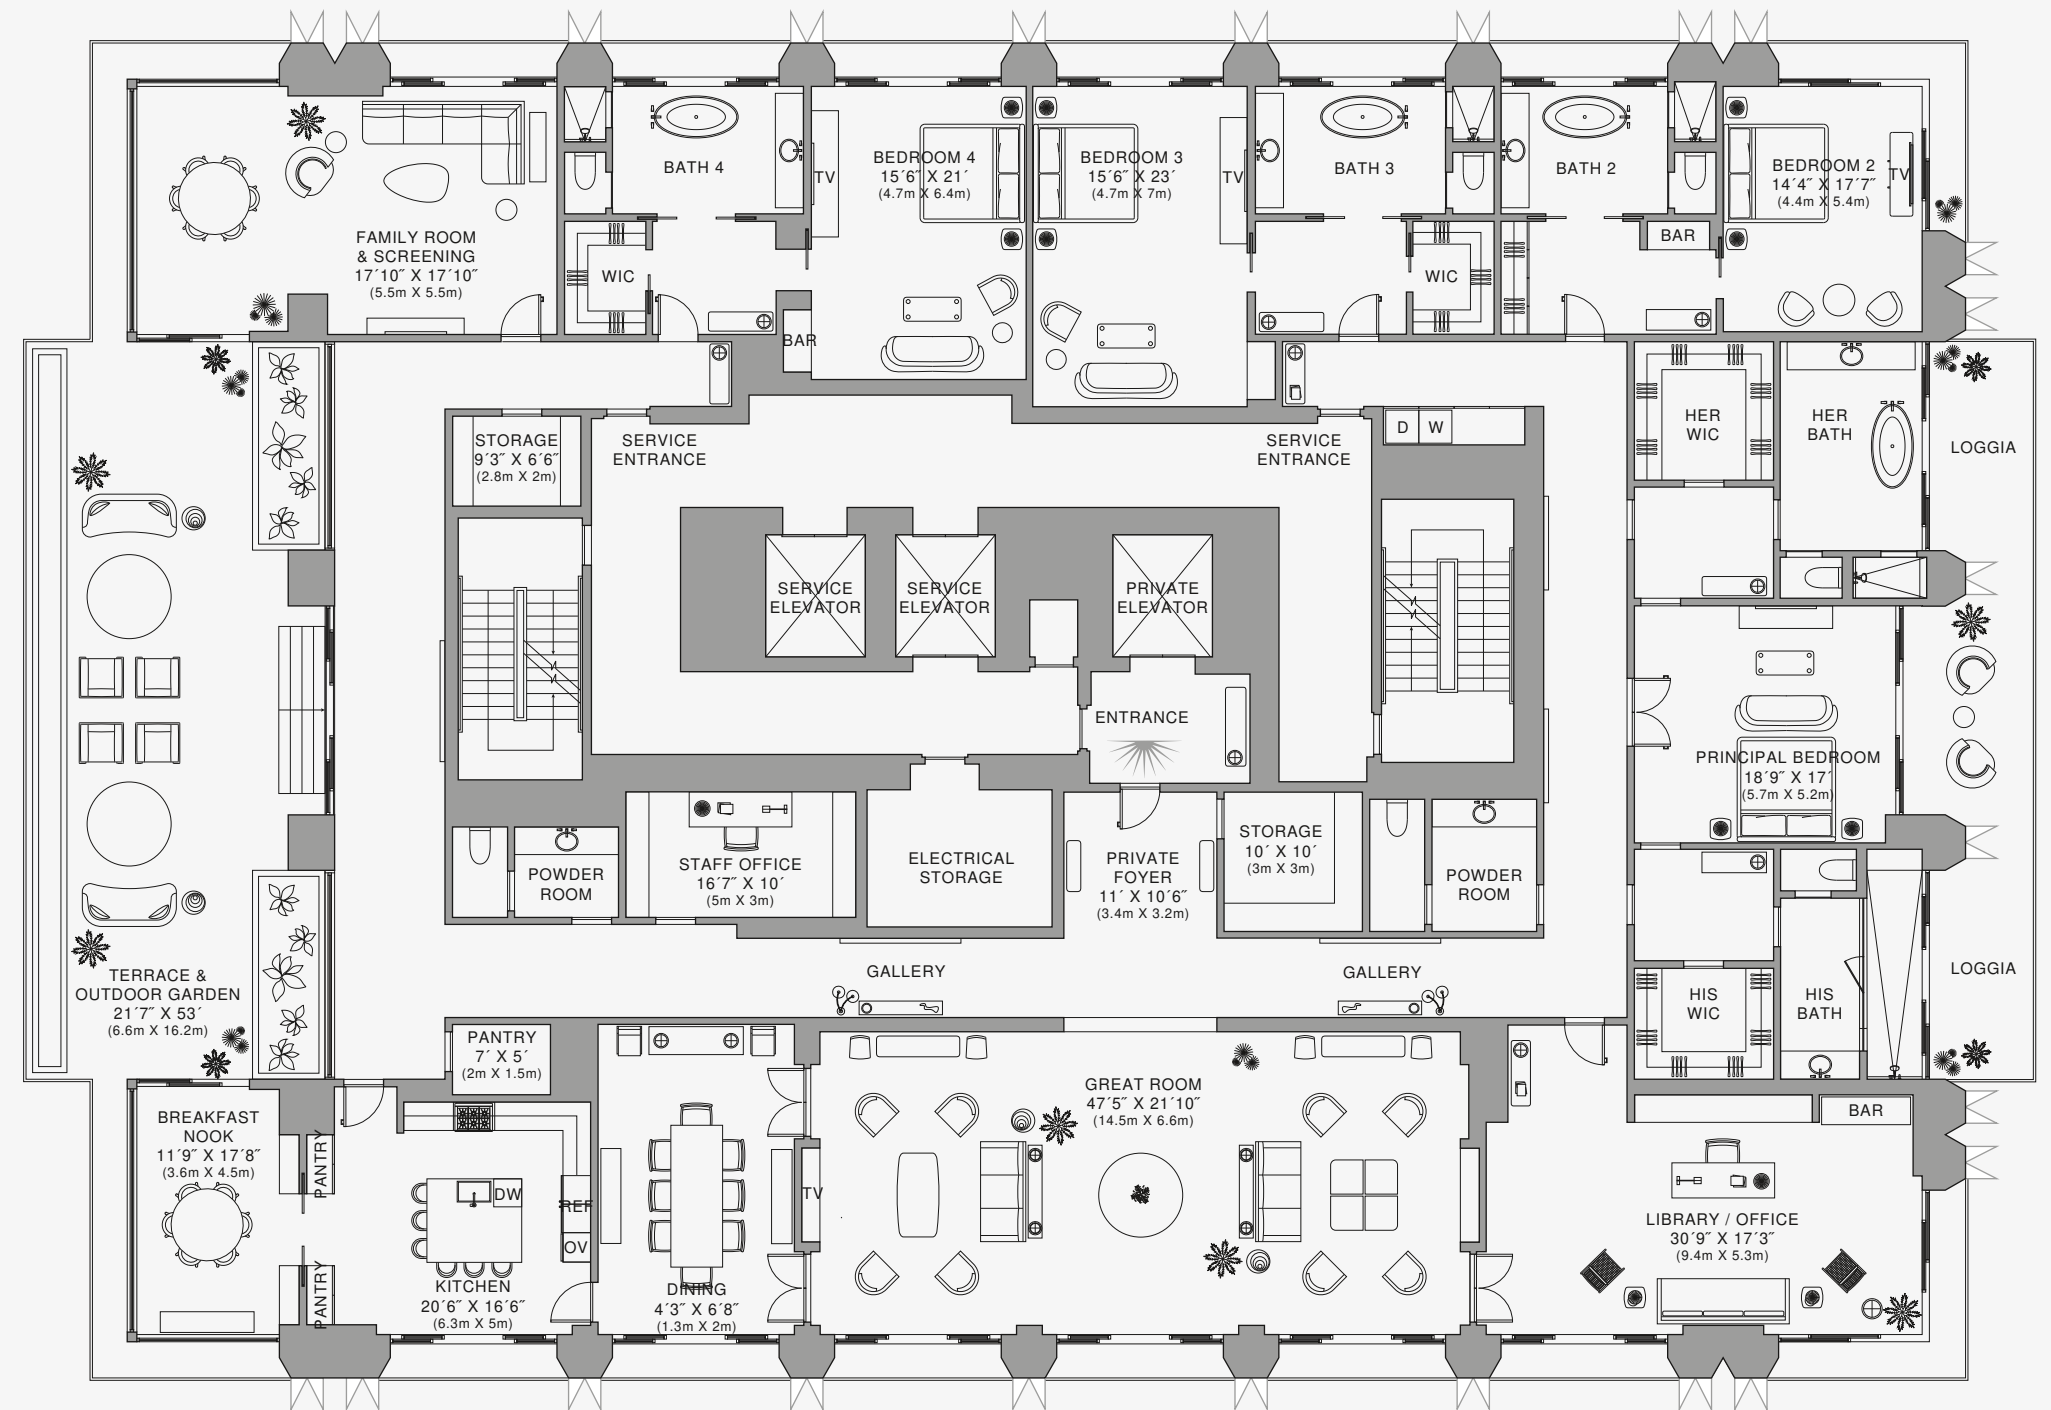 BATH 4
TV
BEDROOM 4
15´6˝ X 21´
(4.7m X 6.4m)
BEDROOM 3
15´6˝ X 23´
(4.7m X 7m)
TV
BATH 3
BATH 2
BEDROOM 2
14´4˝ X 17´7˝
(4.4m X 5.4m)
TV
FAMILY ROOM
& SCREENING
17´10˝ X 17´10˝
(5.5m X 5.5m)
WIC
BAR
WIC
BAR
STORAGE
9´3˝ X 6´6˝
(2.8m X 2m)
SERVICE
ENTRANCE
SERVICE
ENTRANCE
D
W
HER
WIC
HER
BATH
LOGGIA
SERVICE
ELEVATOR
SERVICE
ELEVATOR
PRIVATE
ELEVATOR
ENTRANCE
PRINCIPAL BEDROOM
18´9˝ X 17´
(5.7m X 5.2m)
POWDER
ROOM
STAFF OFFICE
16´7˝ X 10´
(5m X 3m)
ELECTRICAL
STORAGE
PRIVATE
FOYER
11´ X 10´6˝
(3.4m X 3.2m)
STORAGE
10´ X 10´
(3m X 3m)
POWDER
ROOM
TERRACE &
OUTDOOR GARDEN
21´7˝ X 53´
(6.6m X 16.2m)
GALLERY
GALLERY
HIS
WIC
HIS
BATH
LOGGIA
PANTRY
7´ X 5´
(2m X 1.5m)
GREAT ROOM
47´5˝ X 21´10˝
(14.5m X 6.6m)
BAR
BREAKFAST
NOOK
11´9˝ X 17´8˝
(3.6m X 4.5m)
PANTRY
PANTRY
DW
REF
OV
KITCHEN
20´6˝ X 16´6˝
(6.3m X 5m)
DINING
4´3˝ X 6´8˝
(1.3m X 2m)
TV
LIBRARY / OFFICE
30´9˝ X 17´3˝
(9.4m X 5.3m)